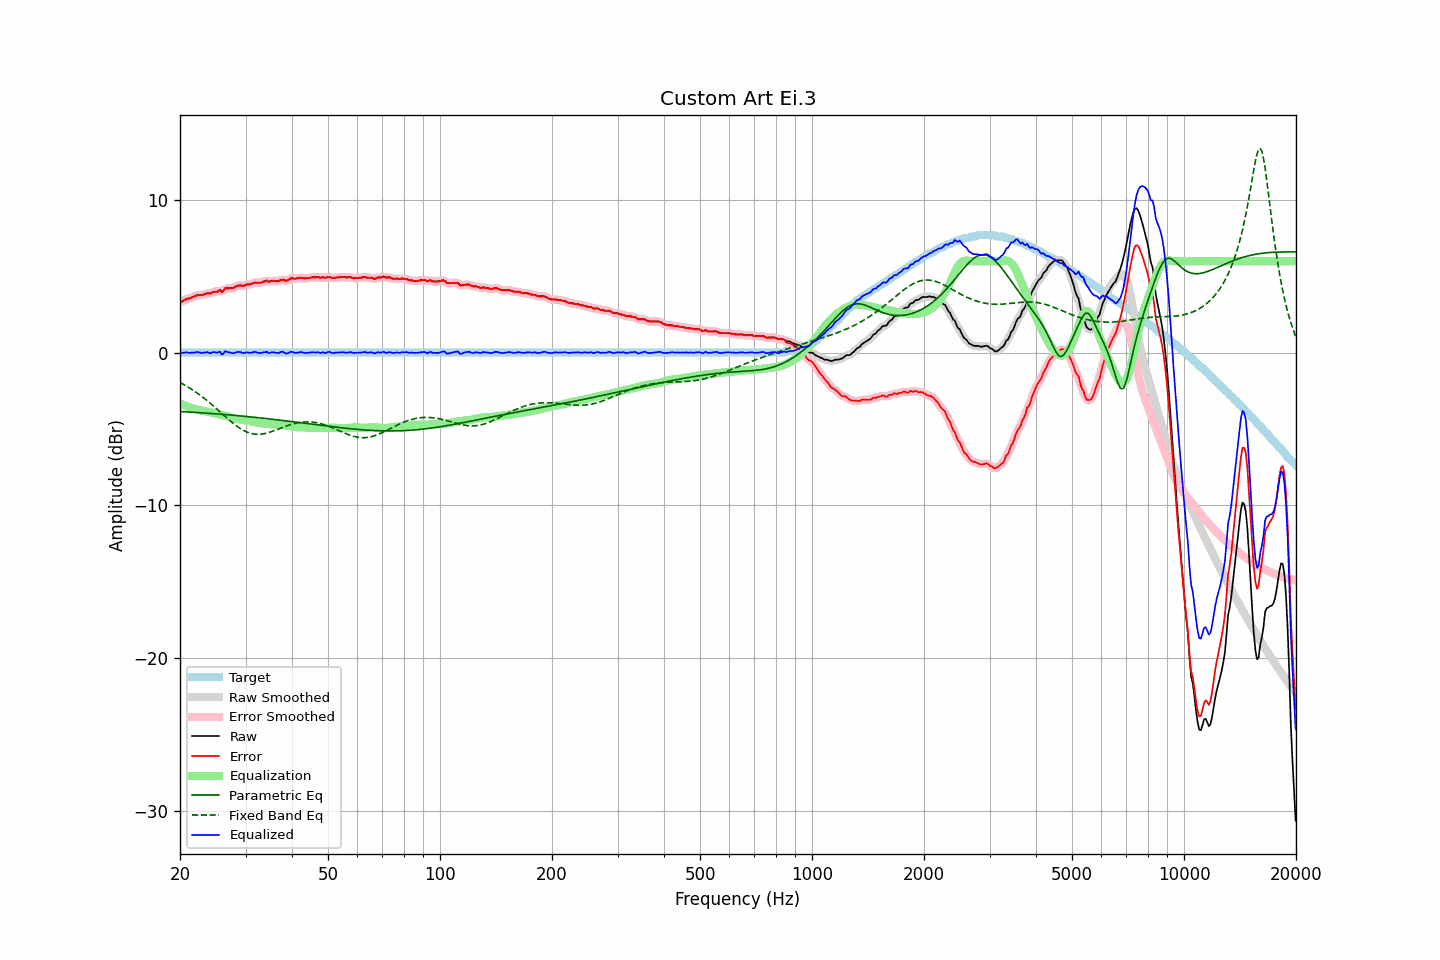 Custom Art Ei.3
Amplitude (dBr)
10
0
−10
−20
−30
Target
Raw Smoothed
Error Smoothed
Raw
Error
Equalization
Parametric Eq
Fixed Band Eq
Equalized
20 50 100 200 500 1000 2000 5000 10000 20000
Frequency (Hz)